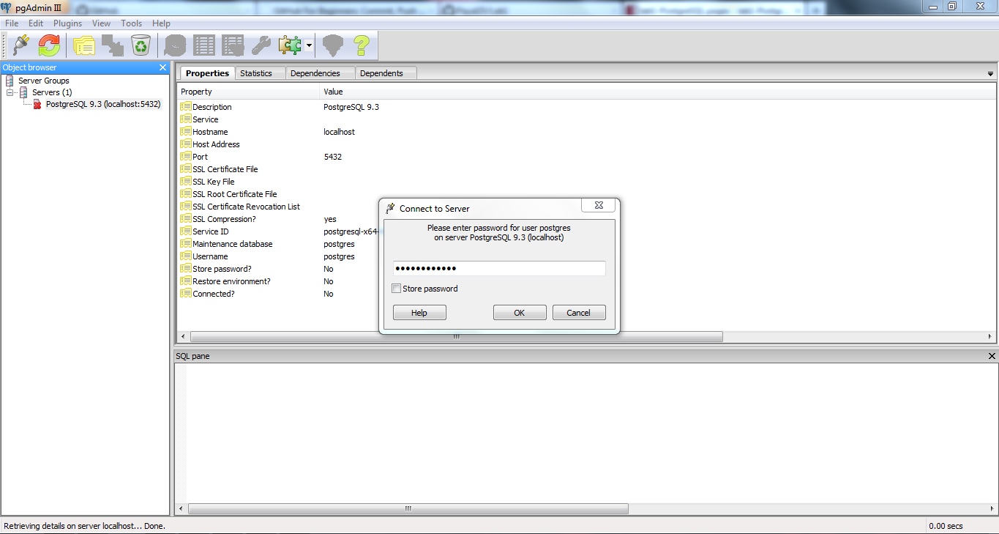 pgAdmin III
File Edit Plugins View Tools Help
Object browser
Server Groups
Servers (1)
PostgreSQL 9.3 (localhost:5432)
Properties Statistics Dependencies Dependents
Property Value
Description PostgreSQL 9.3
Service
Hostname localhost
Host Address
Port 5432
SSL Certificate File
SSL Key File
SSL Root Certificate File
SSL Certificate Revocation List
SSL Compression? yes
Service ID postgresql-x64-
Maintenance database postgres
Username postgres
Store password? No
Restore environment? No
Connected? No
Connect to Server
Please enter password for user postgres
on server PostgreSQL 9.3 (localhost)
••••••••••••
Store password
Help OK Cancel
SQL pane
Retrieving details on server localhost... Done. 0.00 secs